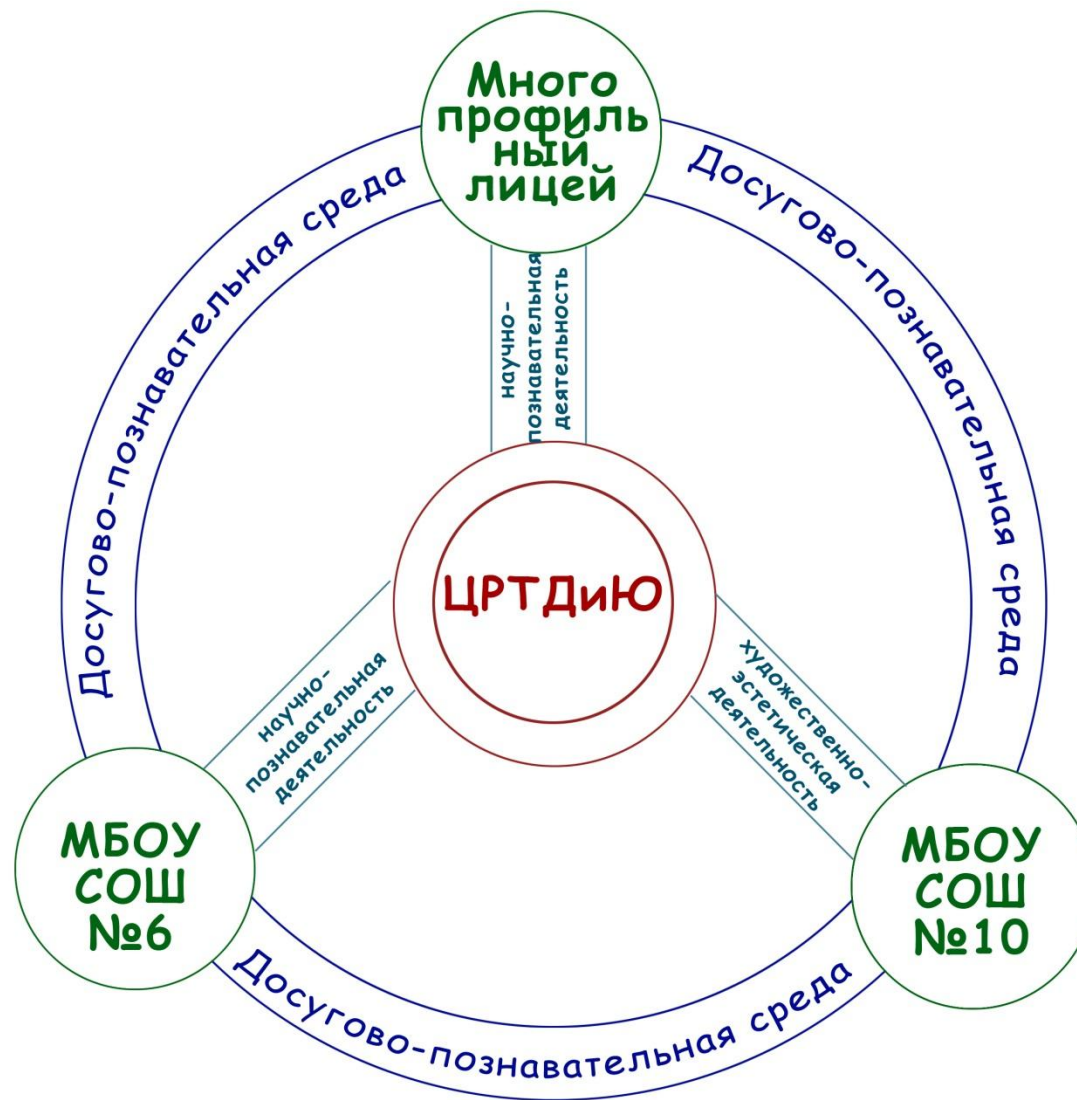 Много
профиль
ный
лицей
Досугово-познавательная среда
Досугово-познавательная среда
научно-
познавательная
деятельность
ЦРТДиЮ
научно-
познавательная
деятельность
художественно-
эстетическая
деятельность
МБОУ
СОШ
№6
МБОУ
СОШ
№10
Досугово-познавательная среда